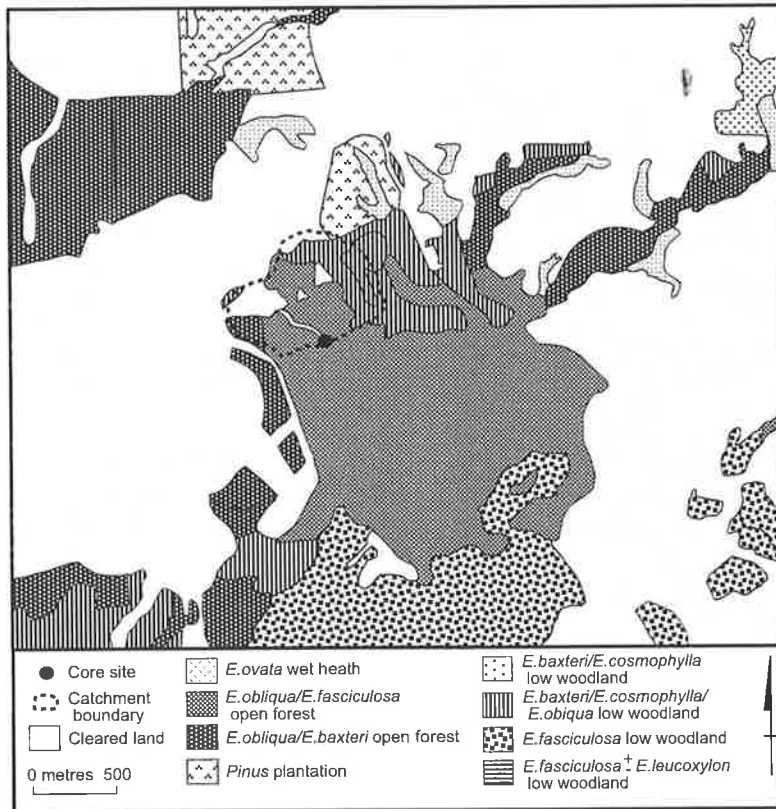 Core site
Catchment
boundary
Cleared land
0 metres 500
E.ovata wet heath
E.obliqua/E.fasciculosa
open forest
E.obliqua/E.baxteri open forest
Pinus plantation
E.baxteri/E.cosmophylla
low woodland
E.baxteri/E.cosmophylla/
E.obiqua low woodland
E.fasciculosa low woodland
E.fasciculosa ± E.leucoxylon
low woodland